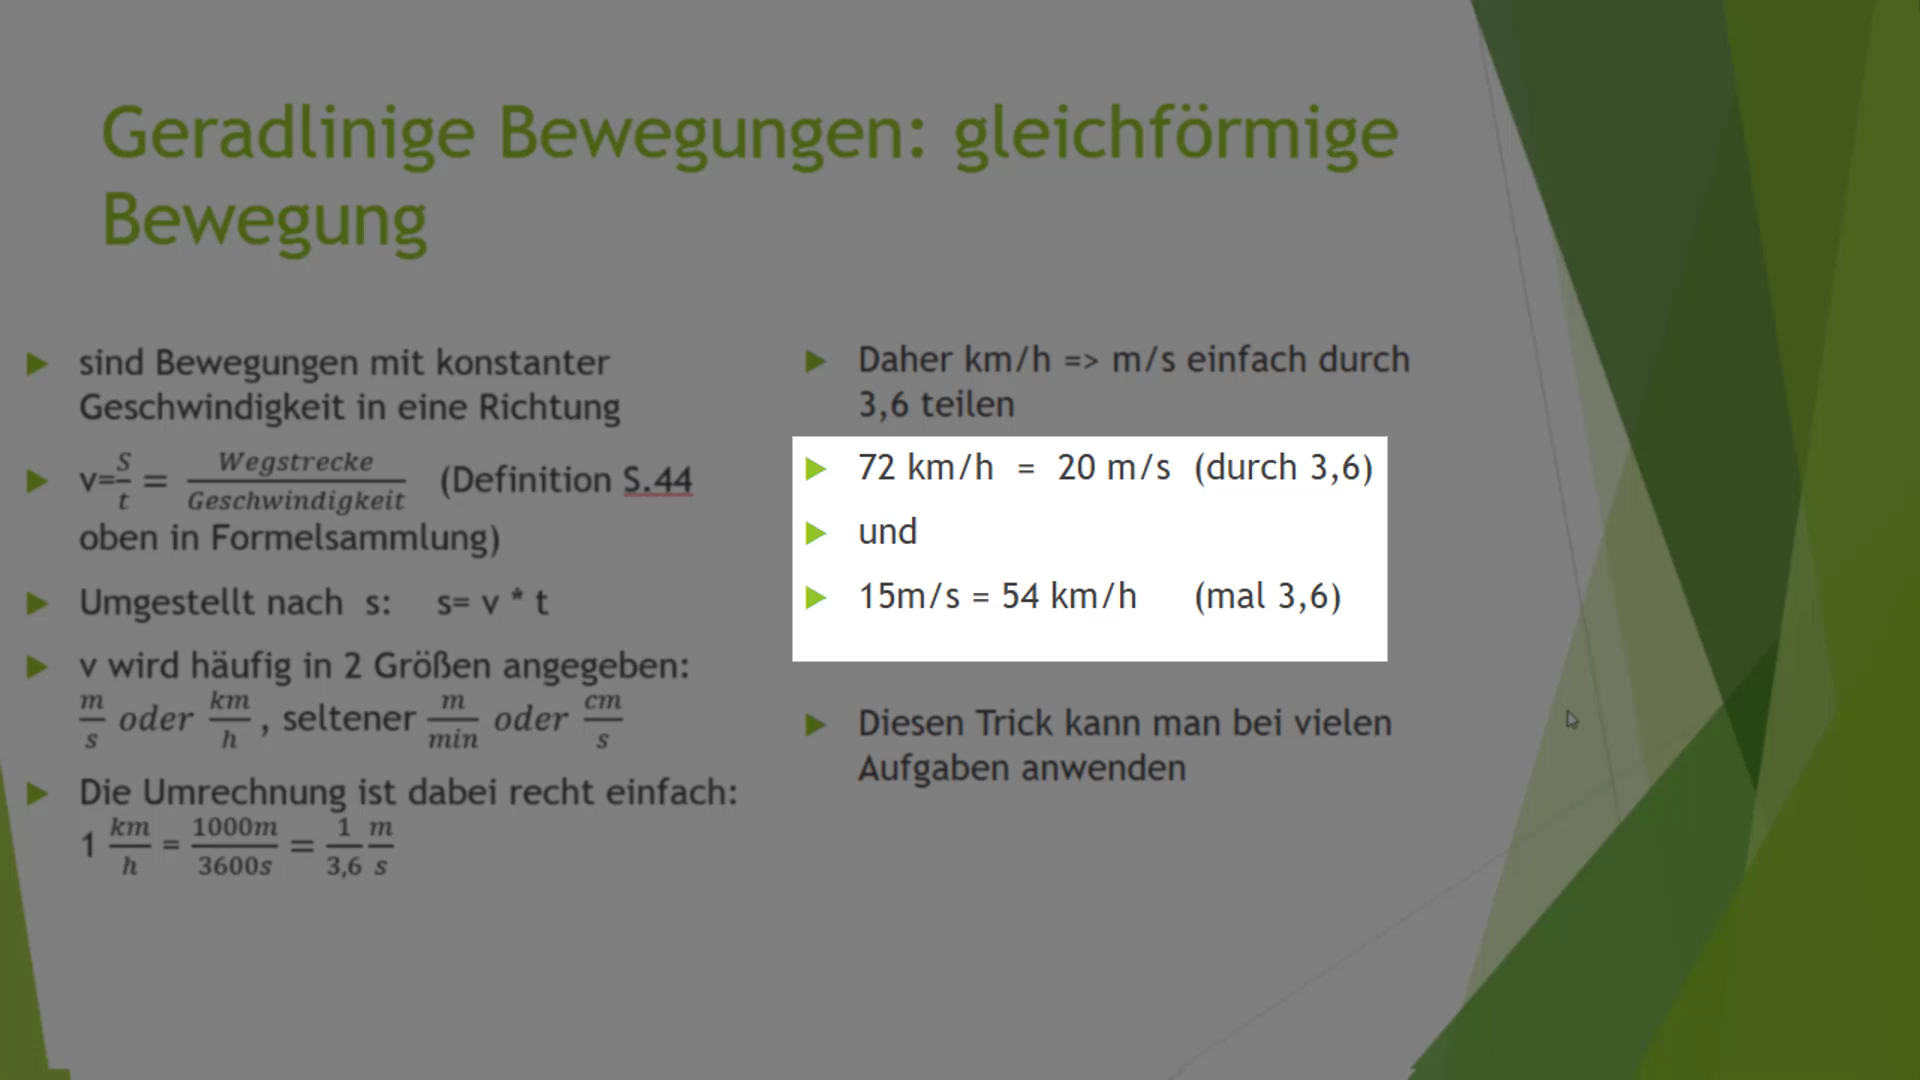 Geradlinige Bewegungen: gleichförmige
Bewegung
sind Bewegungen mit konstanter
Geschwindigkeit in eine Richtung
v=s/t = Wegstrecke/Geschwindigkeit (Definition S.44
oben in Formelsammlung)
Umgestellt nach s: s= v * t
v wird häufig in 2 Größen angegeben:
m/s oder km/h , seltener m/min oder cm/s
Die Umrechnung ist dabei recht einfach:
1 km/h = 1000m/3600s = 1/3,6 m/s
Daher km/h => m/s einfach durch
3,6 teilen
72 km/h = 20 m/s (durch 3,6)
und
15m/s = 54 km/h (mal 3,6)
Diesen Trick kann man bei vielen
Aufgaben anwenden